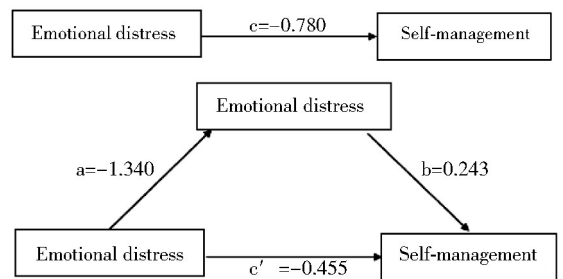 Emotional distress
c=−0.780
Self-management
Emotional distress
a=−1.340
b=0.243
Emotional distress
c′ =−0.455
Self-management